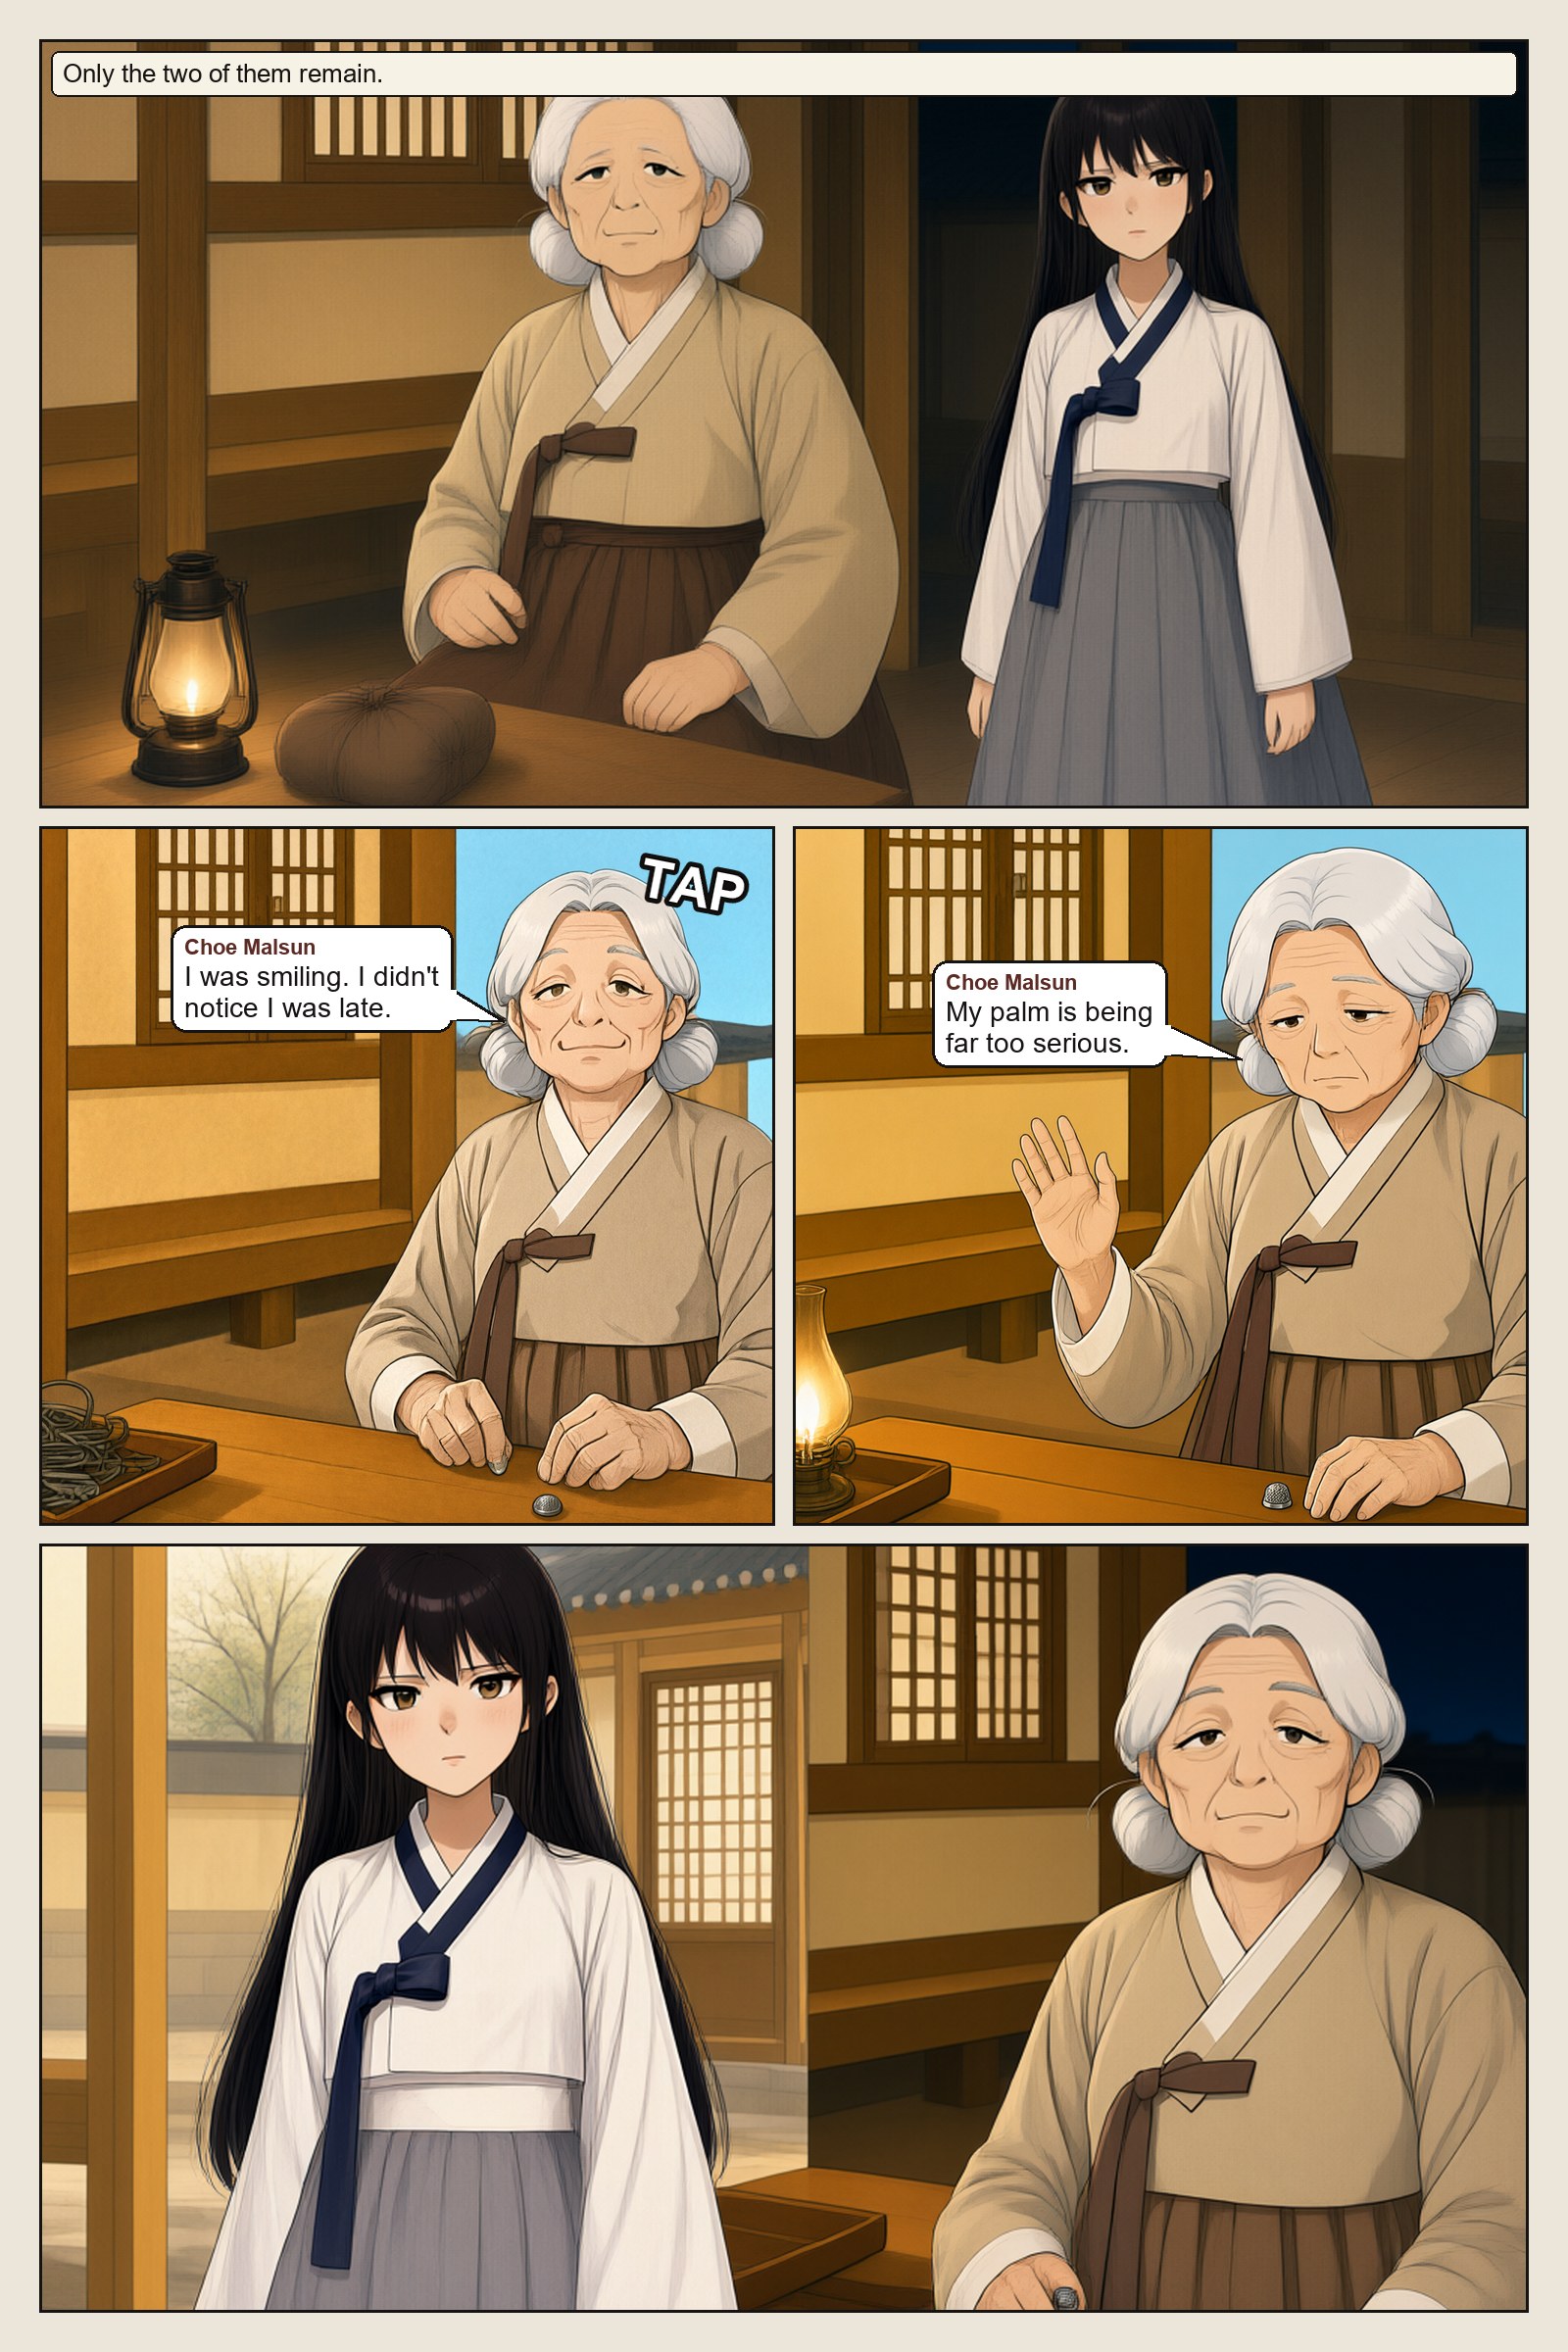 Only the two of them remain.
TAP
Choe Malsun
I was smiling. I didn't
notice I was late.
Choe Malsun
My palm is being
far too serious.